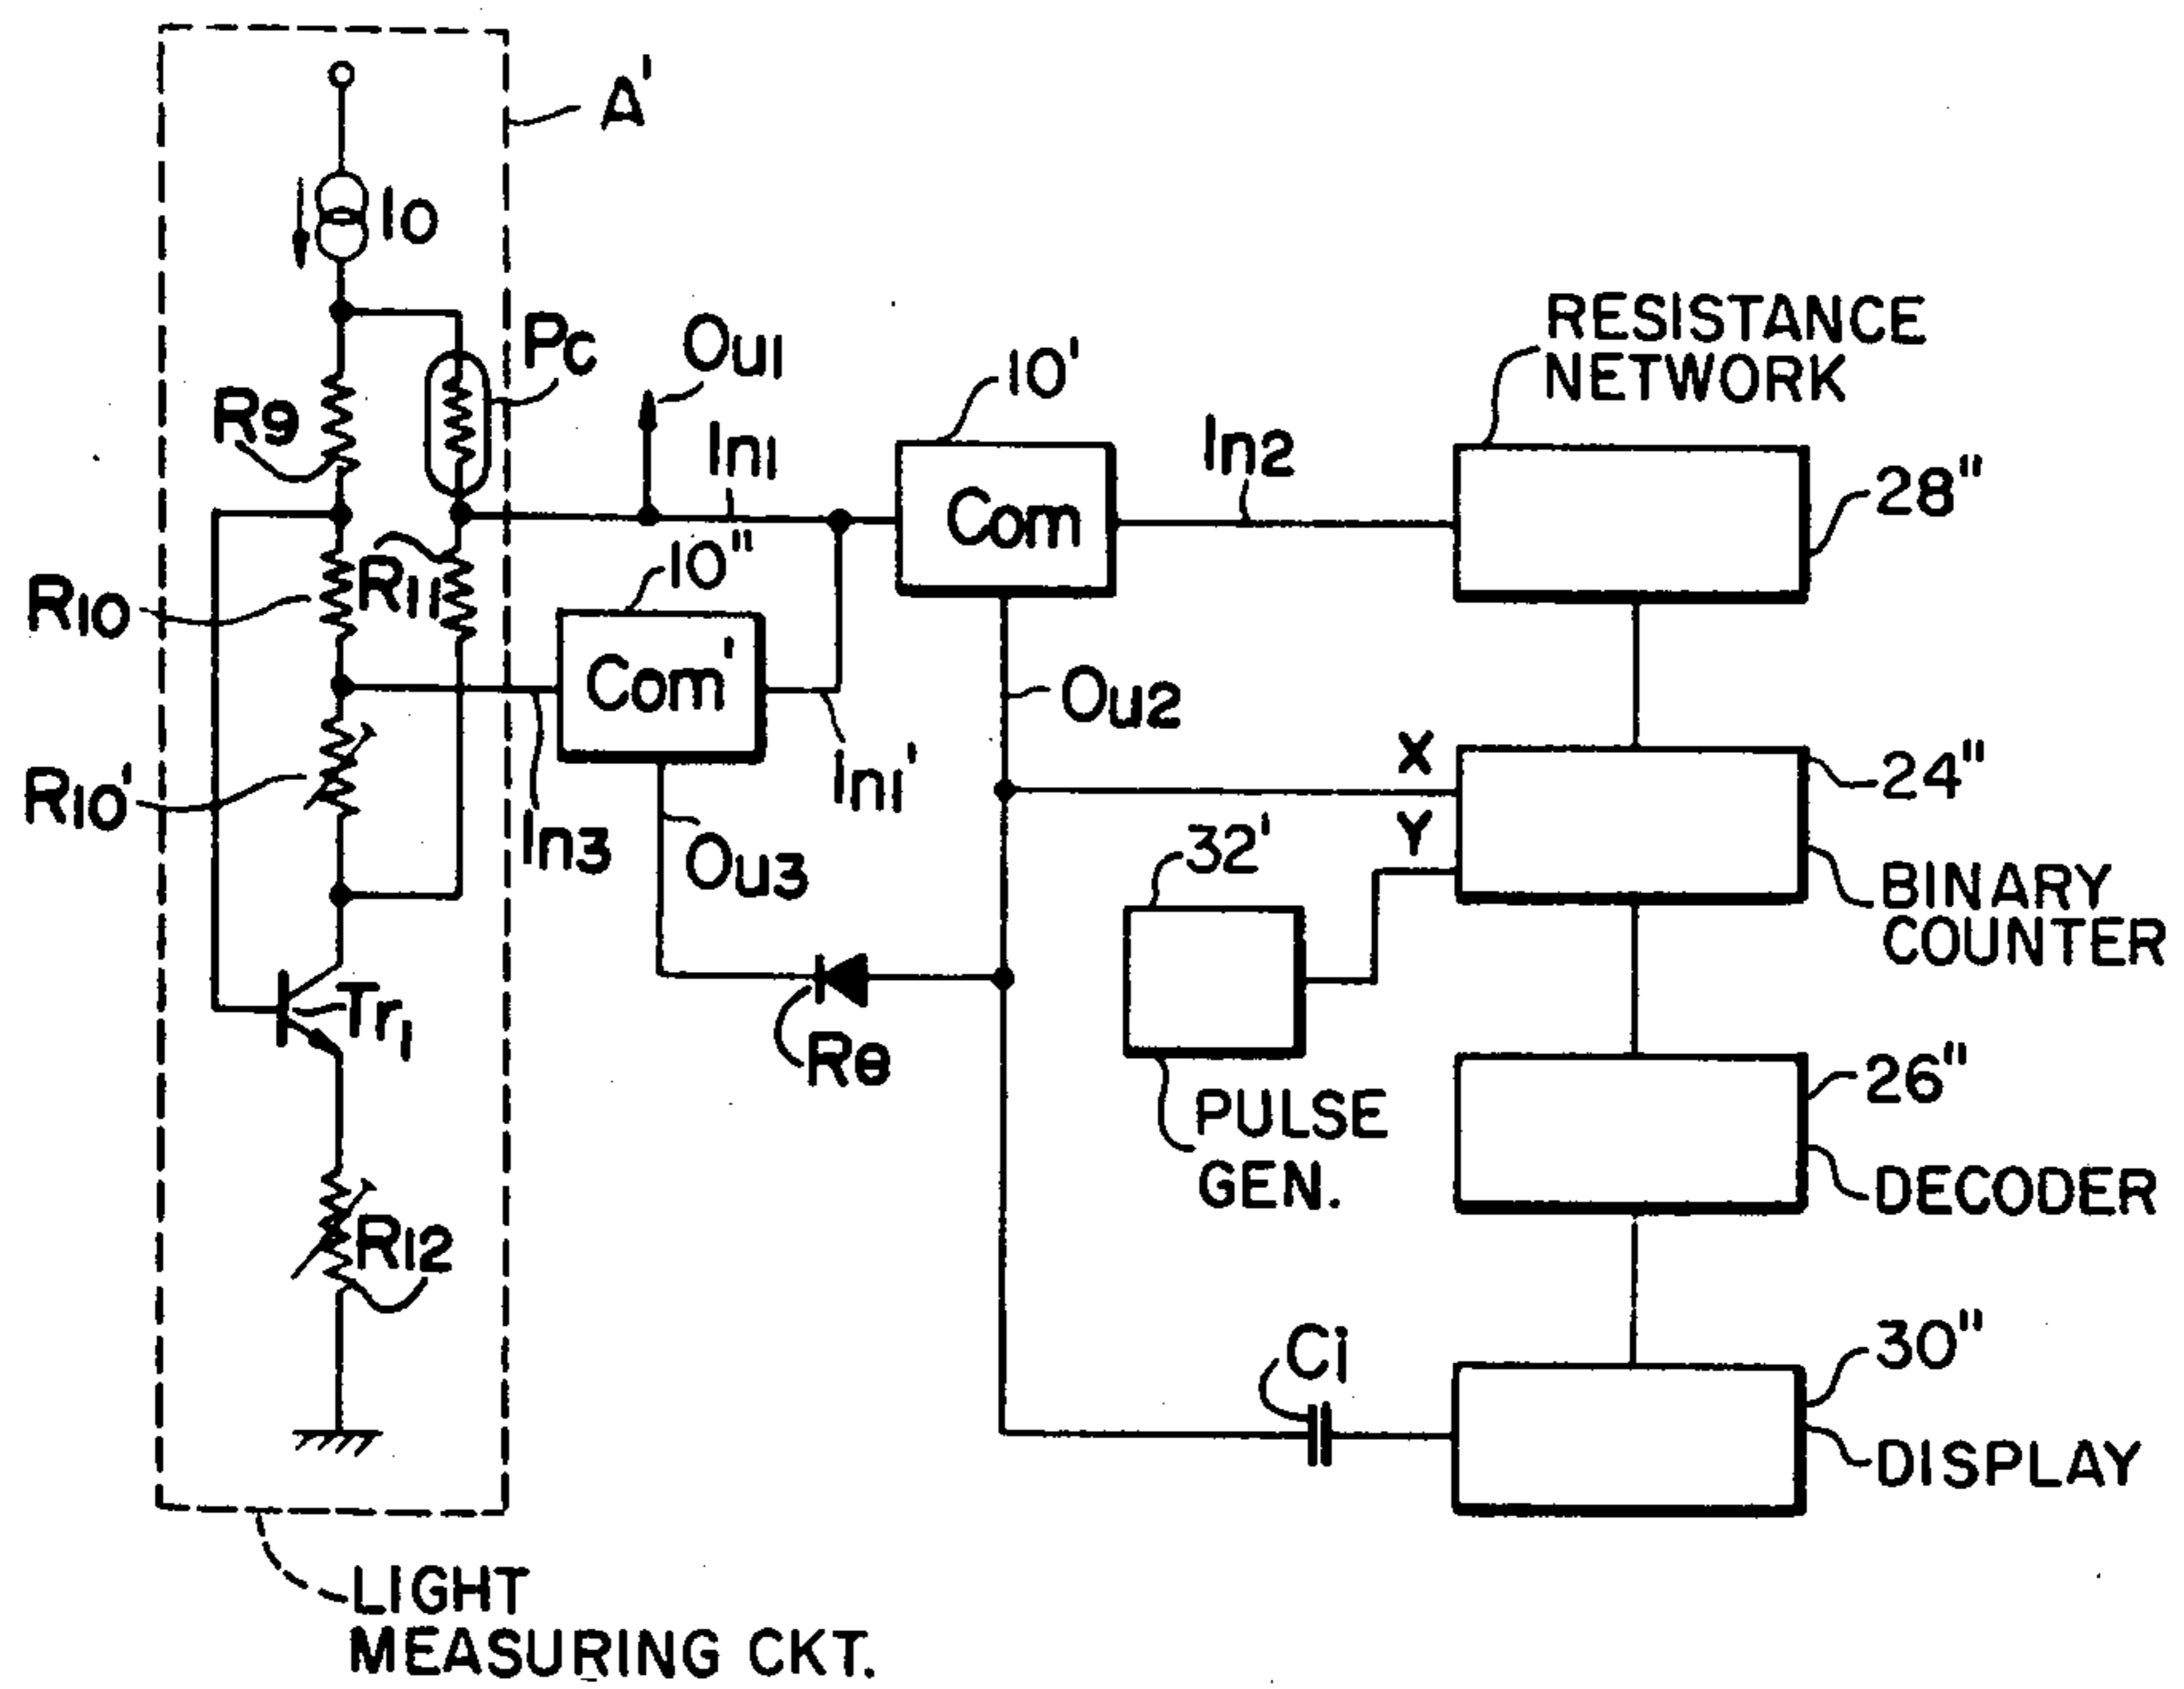 A'
Io
Pc
Ou1
R9
In1
10'
In2
RESISTANCE
NETWORK
28"
Com
10"
R10
R11
Com'
Ou2
X
24"
R10'
In1'
In3
Ou3
Y
32'
BINARY
COUNTER
Tr1
Re
26"
PULSE
GEN.
DECODER
R12
Ci
30"
DISPLAY
LIGHT
MEASURING CKT.